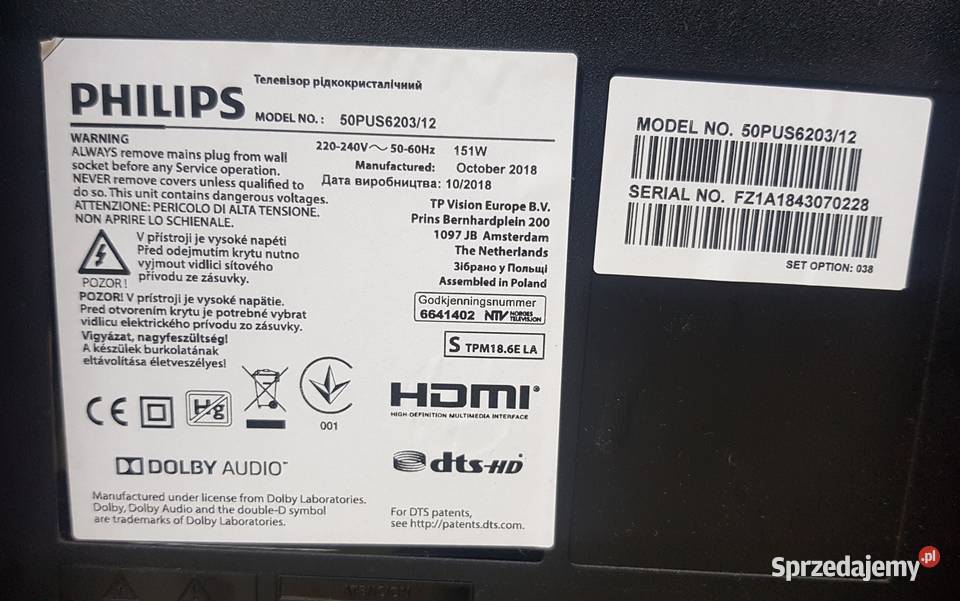 Телевізор рідкокристалічний
PHILIPS
MODEL NO.: 50PUS6203/12
WARNING
ALWAYS remove mains plug from wall
socket before any Service operation.
NEVER remove covers unless qualified to
do so. This unit contains dangerous voltages.
ATTENZIONE: PERICOLO DI ALTA TENSIONE.
NON APRIRE LO SCHIENALE.
V přístroji je vysoké napětí
Před odejmutím krytu nutno
vyjmout vidlici síťového
přívodu ze zásuvky.
POZOR!
POZOR! V prístroji je vysoké napätie.
Pred otvorením krytu je potrebné vybrat
vidlicu elektrického prívodu zo zásuvky.
Vigyázat, nagyfeszültség!
A készülek burkolatának
eltávolítása életveszélyes!
220-240V~ 50-60Hz 151W
Manufactured: October 2018
Дата виробництва: 10/2018
TP Vision Europe B.V.
Prins Bernhardplein 200
1097 JB Amsterdam
The Netherlands
Зібрано у Польщі
Assembled in Poland
Godkjenningsnummer
6641402 NTV NORGES
TELEVISJON
S TPM18.6E LA
CE
Hg
001
HDMI
HIGH-DEFINITION MULTIMEDIA INTERFACE
DOLBY AUDIO™
dts-HD
Manufactured under license from Dolby Laboratories.
Dolby, Dolby Audio and the double-D symbol
are trademarks of Dolby Laboratories.
For DTS patents,
see http://patents.dts.com.
MODEL NO. 50PUS6203/12
SERIAL NO. FZ1A1843070228
SET OPTION: 038
Sprzedajemy.pl